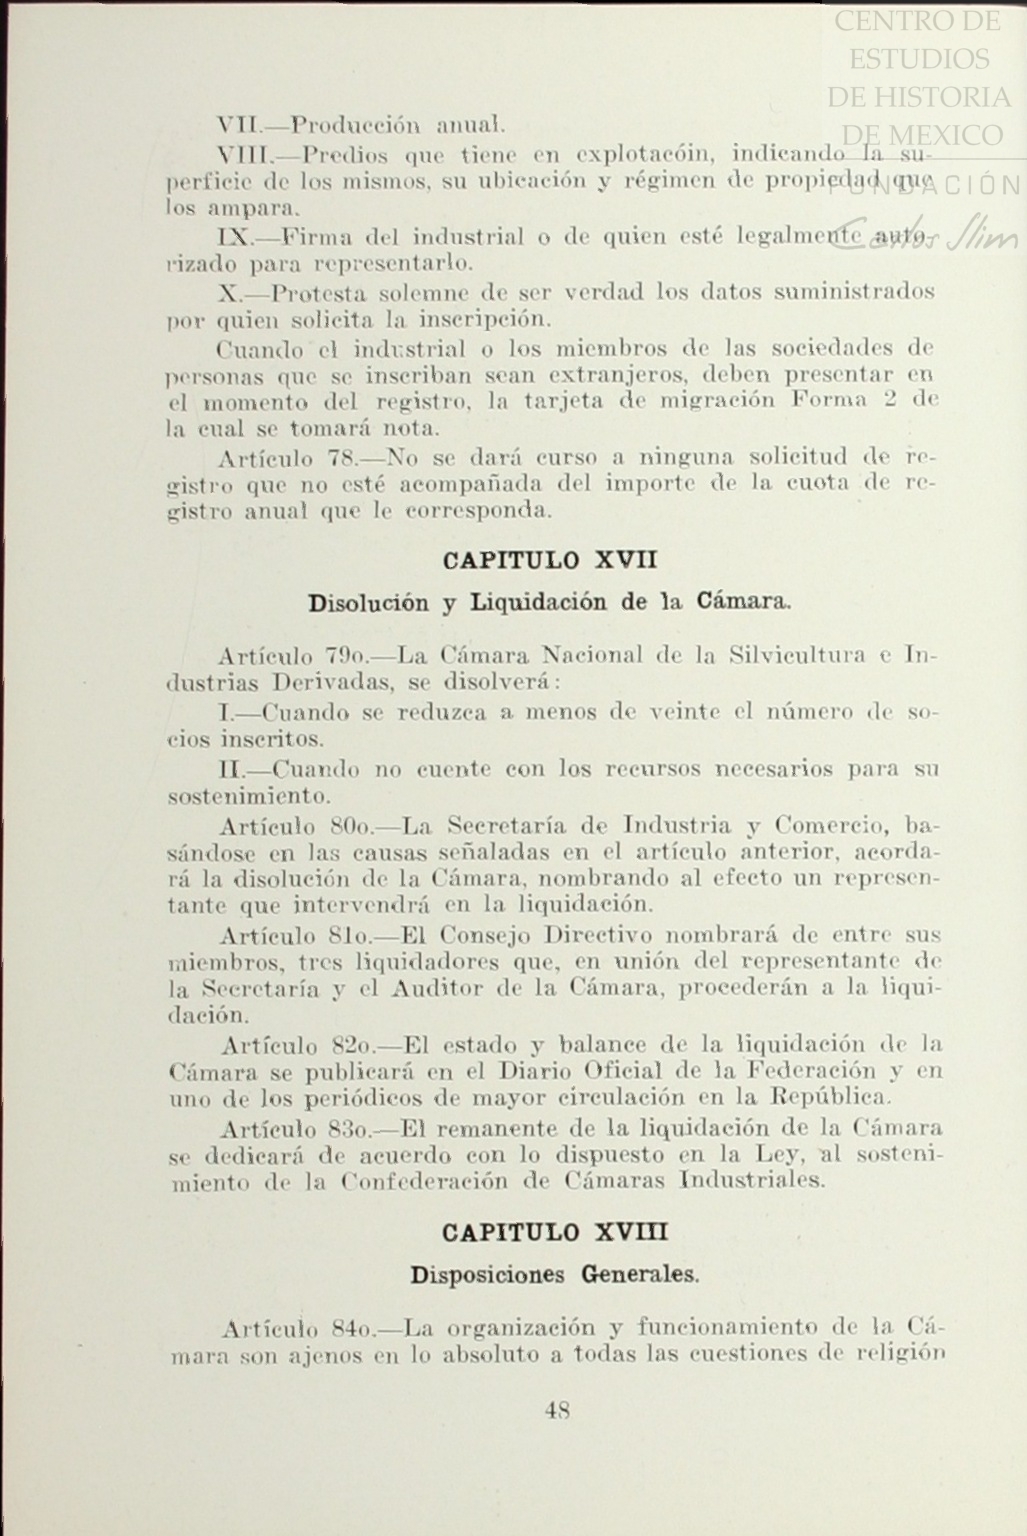 CENTRO DE
ESTUDIOS
DE HISTORIA
DE MEXICO
FUNDACIÓN
Carlos Slim
VII.—Producción anual.
VIII.—Predios que tiene en explotacóin, indicando la su-
perficie de los mismos, su ubicación y régimen de propiedad que
los ampara.
IX.—Firma del industrial o de quien esté legalmente auto-
rizado para representarlo.
X.—Protesta solemne de ser verdad los datos suministrados
por quien solicita la inscripción.
Cuando el industrial o los miembros de las sociedades de
personas que se inscriban sean extranjeros, deben presentar en
el momento del registro, la tarjeta de migración Forma 2 de
la cual se tomará nota.
Artículo 78.—No se dará curso a ninguna solicitud de re-
gistro que no esté acompañada del importe de la cuota de re-
gistro anual que le corresponda.
CAPITULO XVII
Disolución y Liquidación de la Cámara.
Artículo 79o.—La Cámara Nacional de la Silvicultura e In-
dustrias Derivadas, se disolverá:
I.—Cuando se reduzca a menos de veinte el número de so-
cios inscritos.
II.—Cuando no cuente con los recursos necesarios para su
sostenimiento.
Artículo 80o.—La Secretaría de Industria y Comercio, ba-
sándose en las causas señaladas en el artículo anterior, acorda-
rá la disolución de la Cámara, nombrando al efecto un represen-
tante que intervendrá en la liquidación.
Artículo 81o.—El Consejo Directivo nombrará de entre sus
miembros, tres liquidadores que, en unión del representante de
la Secretaría y el Auditor de la Cámara, procederán a la liqui-
dación.
Artículo 82o.—El estado y balance de la liquidación de la
Cámara se publicará en el Diario Oficial de la Federación y en
uno de los periódicos de mayor circulación en la República.
Artículo 83o.—El remanente de la liquidación de la Cámara
se dedicará de acuerdo con lo dispuesto en la Ley, al sosteni-
miento de la Confederación de Cámaras Industriales.
CAPITULO XVIII
Disposiciones Generales.
Artículo 84o.—La organización y funcionamiento de la Cá-
mara son ajenos en lo absoluto a todas las cuestiones de religión
48